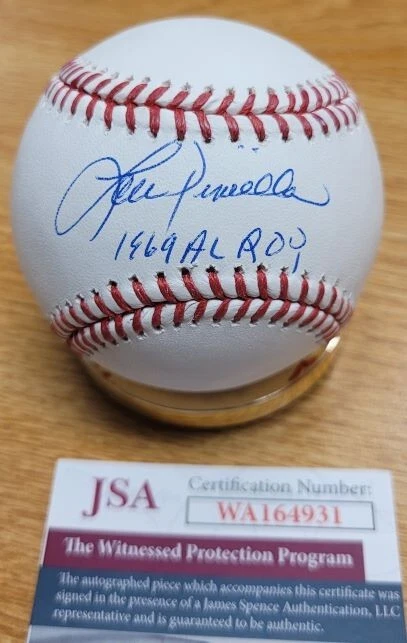 Lou Piniella
1969 AL ROY
JSA
Certification Number:
WA164931
The Witnessed Protection Program
The autographed piece which accompanies this certificate was
signed in the presence of a James Spence Authentication, LLC
representative and is guaranteed to be authentic.